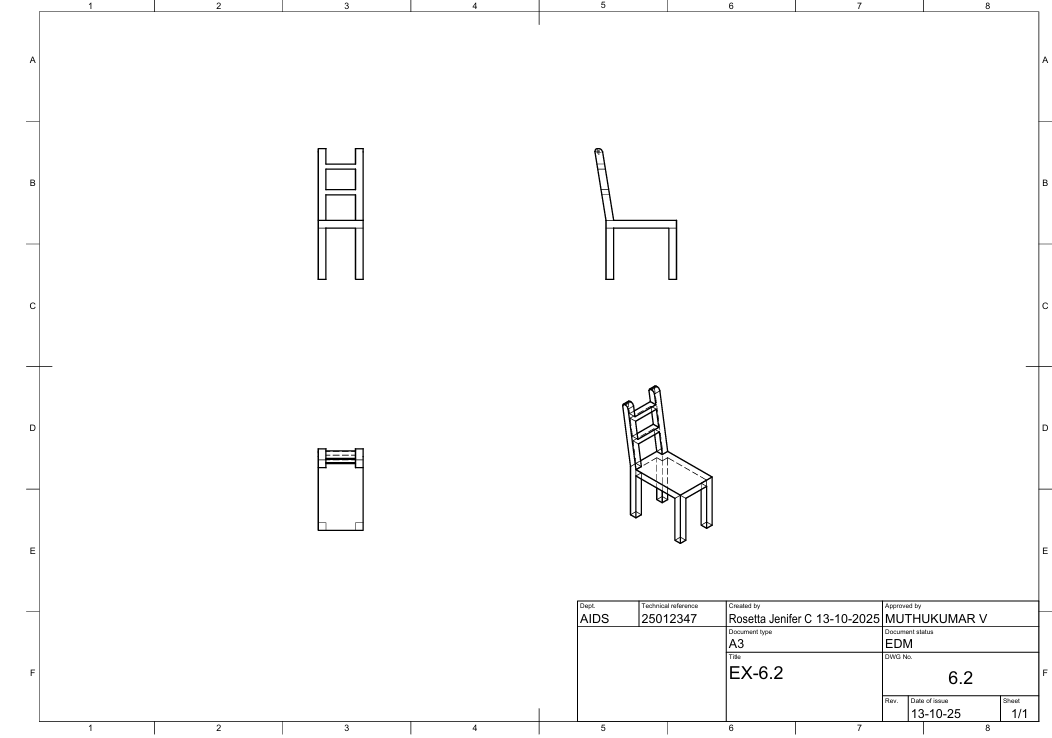 1 2 3 4 5 6 7 8
A A
B B
C C
D D
E E
F F
Dept. Technical reference Created by Approved by
AIDS 25012347 Rosetta Jenifer C 13-10-2025 MUTHUKUMAR V
Document type Document status
A3 EDM
Title DWG No.
EX-6.2 6.2
Rev. Date of issue Sheet
13-10-25 1/1
1 2 3 4 5 6 7 8